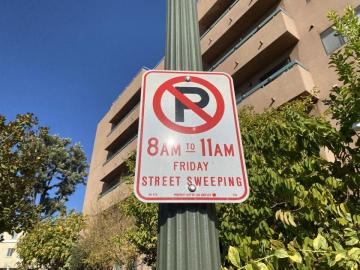 P
8AM TO 11AM
FRIDAY
STREET SWEEPING